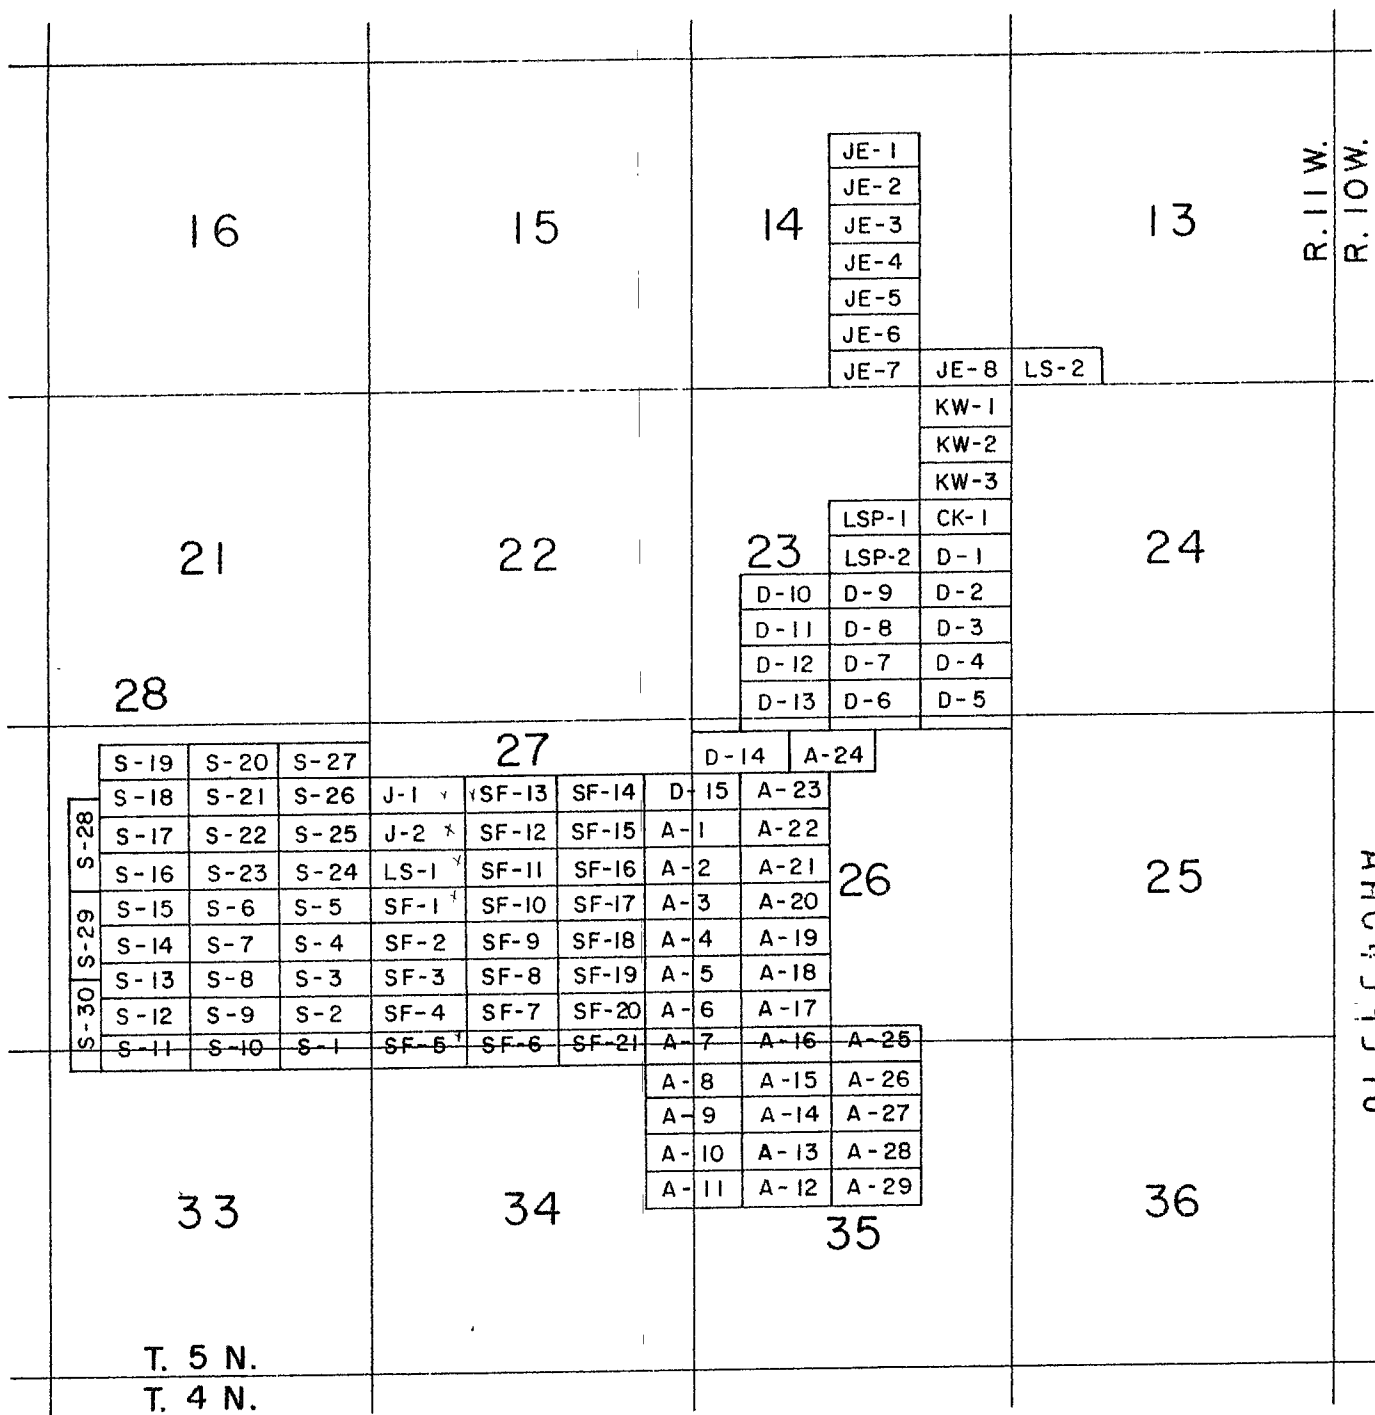 JE-1
JE-2
R. 11 W.
R. 10 W.
16 15 14 JE-3 13
JE-4
JE-5
JE-6
JE-7 JE-8 LS-2
KW-1
KW-2
KW-3
LSP-1 CK-1
21 22 23 LSP-2 D-1 24
D-10 D-9 D-2
D-11 D-8 D-3
D-12 D-7 D-4
28 D-13 D-6 D-5
27 D-14 A-24
S-19 S-20 S-27
S-18 S-21 S-26 J-1 SF-13 SF-14 D-15 A-23
S-28
S-17 S-22 S-25 J-2 SF-12 SF-15 A-1 A-22
S-16 S-23 S-24 LS-1 SF-11 SF-16 A-2 A-21 26 25
S-29
S-15 S-6 S-5 SF-1 SF-10 SF-17 A-3 A-20
S-14 S-7 S-4 SF-2 SF-9 SF-18 A-4 A-19
S-30
S-13 S-8 S-3 SF-3 SF-8 SF-19 A-5 A-18
S-12 S-9 S-2 SF-4 SF-7 SF-20 A-6 A-17
S-11 S-10 S-1 SF-5 SF-6 SF-21 A-7 A-16 A-25
A-8 A-15 A-26
A-9 A-14 A-27
A-10 A-13 A-28
A-11 A-12 A-29
33 34 35 36
T. 5 N.
T. 4 N.